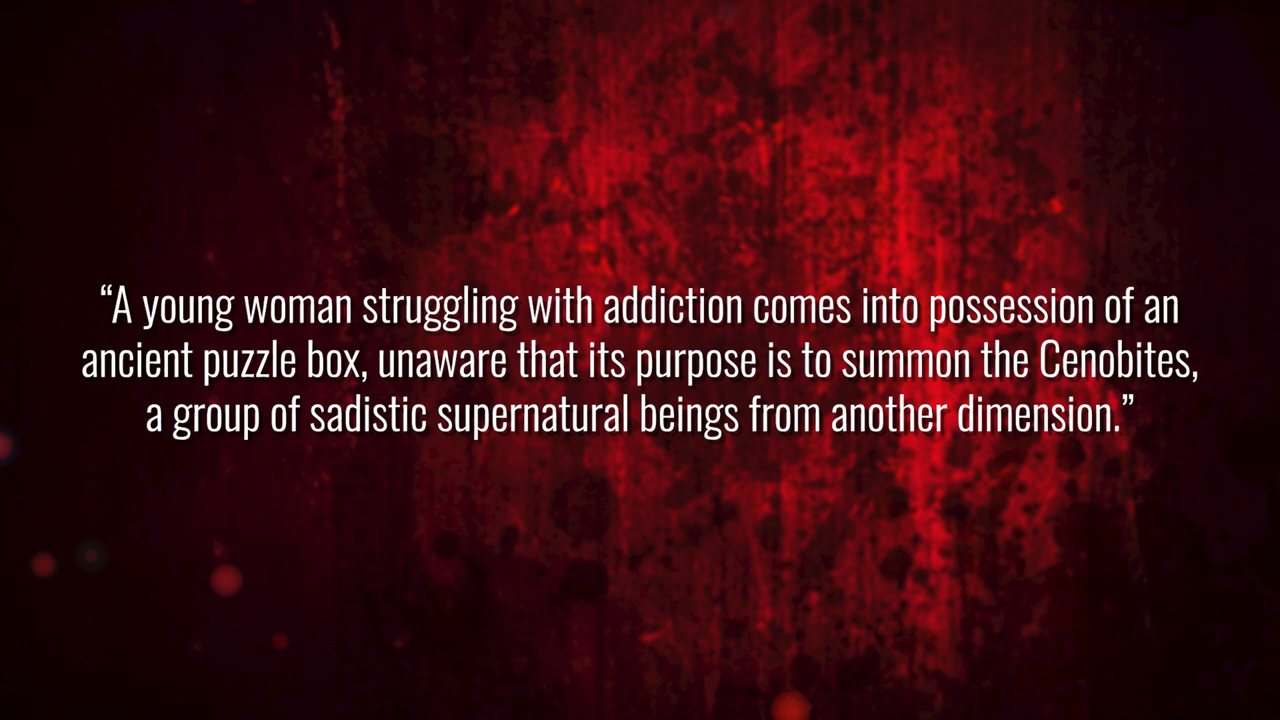 “A young woman struggling with addiction comes into possession of an
ancient puzzle box, unaware that its purpose is to summon the Cenobites,
a group of sadistic supernatural beings from another dimension.”